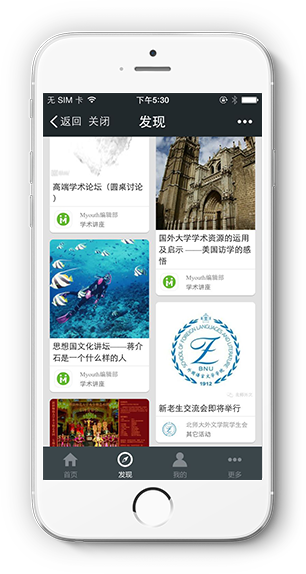 无 SIM 卡 下午5:30
返回 关闭 发现
高端学术论坛（圆桌讨论
）
Myouth编辑部
学术讲座
思想国文化讲坛——蒋介
石是一个什么样的人
Myouth编辑部
学术讲座
国外大学学术资源的运用
及启示 ——美国访学的感
悟
Myouth编辑部
学术讲座
SCHOOL OF FOREIGN LANGUAGES AND LITERATURE
BNU
1912
新老生交流会即将举行
北师大外文学院学生会
其它活动
首页 发现 我的 更多